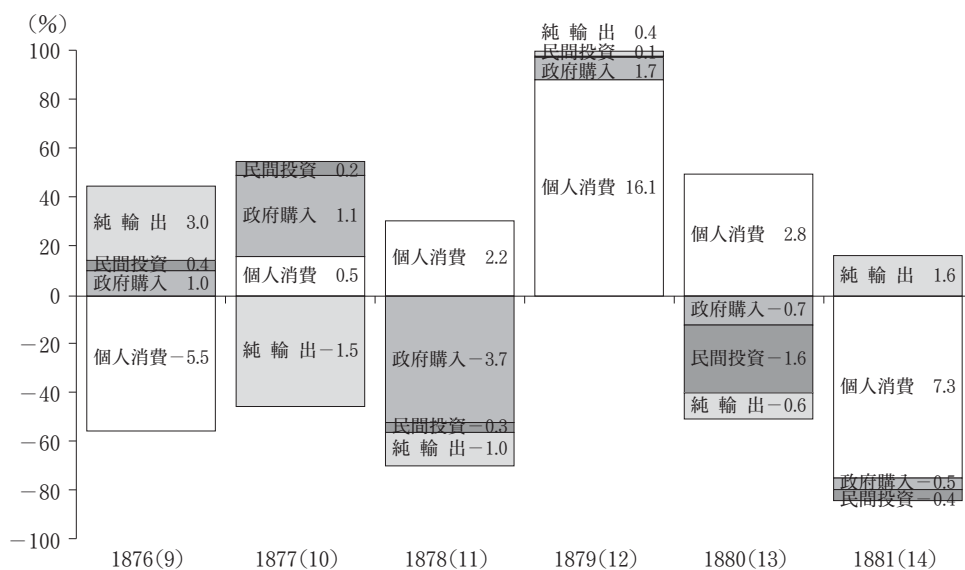 (%)
100
80
60
40
20
0
-20
-40
-60
-80
-100
純輸出 3.0
民間投資 0.4
政府購入 1.0
個人消費-5.5
民間投資 0.2
政府購入 1.1
個人消費 0.5
純輸出-1.5
個人消費 2.2
政府購入-3.7
民間投資-0.3
純輸出-1.0
純輸出 0.4
民間投資 0.1
政府購入 1.7
個人消費 16.1
個人消費 2.8
政府購入-0.7
民間投資-1.6
純輸出-0.6
純輸出 1.6
個人消費 7.3
政府購入-0.5
民間投資-0.4
1876(9)
1877(10)
1878(11)
1879(12)
1880(13)
1881(14)